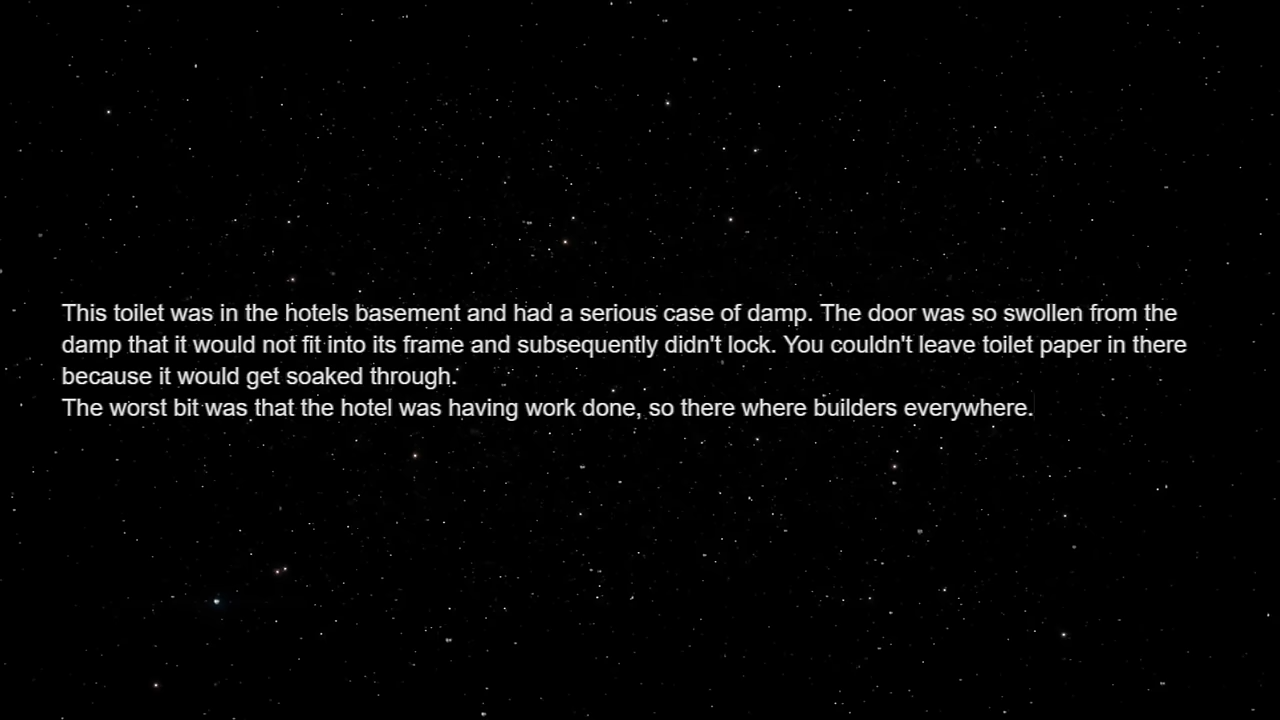 This toilet was in the hotels basement and had a serious case of damp. The door was so swollen from the
damp that it would not fit into its frame and subsequently didn't lock. You couldn't leave toilet paper in there
because it would get soaked through.
The worst bit was that the hotel was having work done, so there where builders everywhere.